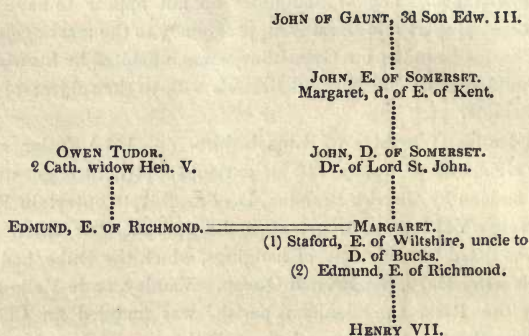 JOHN OF GAUNT, 3d Son Edw. III.
JOHN, E. OF SOMERSET.
Margaret, d. of E. of Kent.
OWEN TUDOR.
2 Cath. widow Hen. V.
JOHN, D. OF SOMERSET.
Dr. of Lord St. John.
EDMUND, E. OF RICHMOND.
MARGARET.
(1) Staford, E. of Wiltshire, uncle to
D. of Bucks.
(2) Edmund, E. of Richmond.
HENRY VII.